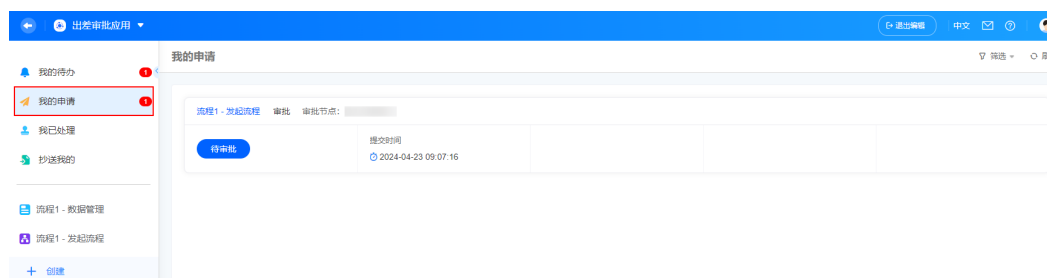 出差审批应用
退出编辑
中文
我的待办 1
我的申请 1
我已处理
抄送我的
流程1 - 数据管理
流程1 - 发起流程
创建
我的申请
筛选
流程1 - 发起流程 审批 审批节点：
待审批
提交时间
2024-04-23 09:07:16